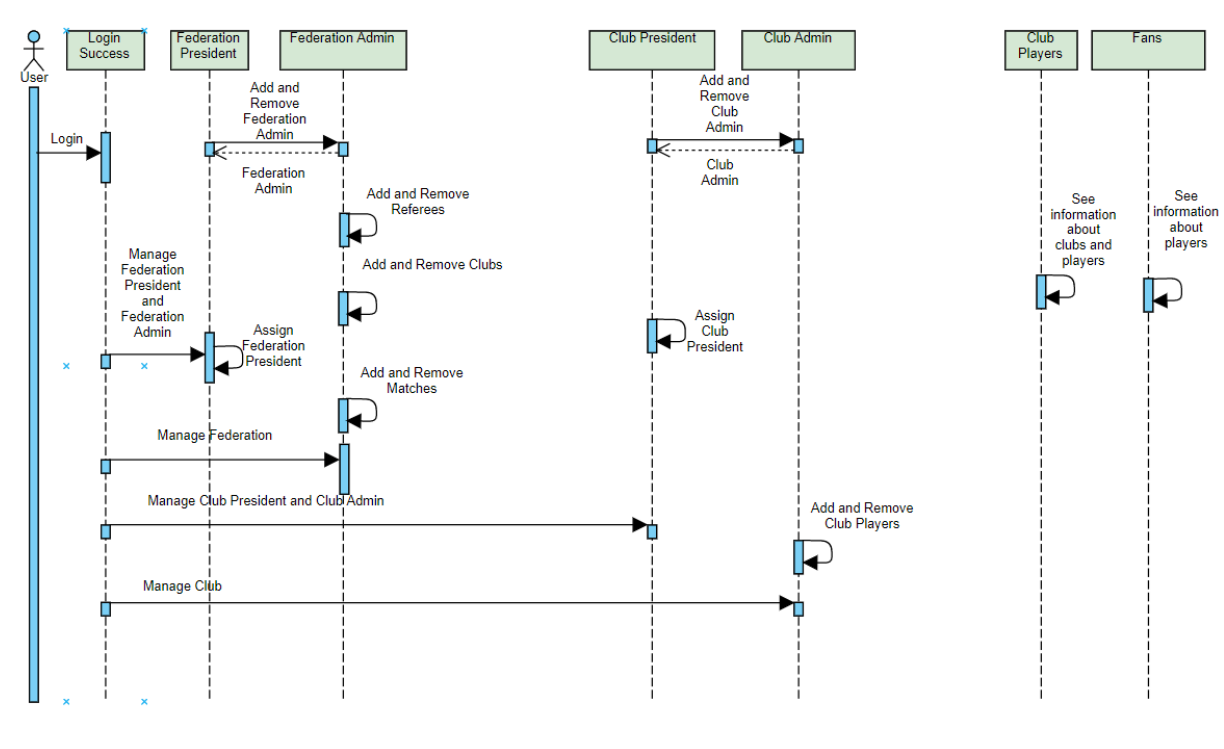 Login
Success
Federation
President
Federation Admin
Club President
Club Admin
Club
Players
Fans
User
Add and
Remove
Federation
Admin
Add and
Remove
Club
Admin
Login
Federation
Admin
Club
Admin
Add and Remove
Referees
See
information
about
clubs and
players
See
information
about
players
Manage
Federation
President
and
Federation
Admin
Add and Remove Clubs
Assign
Federation
President
Assign
Club
President
Add and Remove
Matches
Manage Federation
Manage Club President and Club Admin
Add and Remove
Club Players
Manage Club